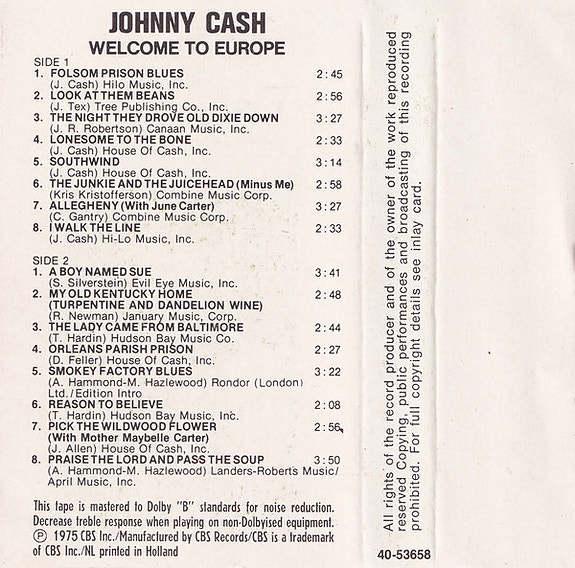 JOHNNY CASH
WELCOME TO EUROPE
SIDE 1
1. FOLSOM PRISON BLUES 2:45
(J. Cash) Hilo Music, Inc.
2. LOOK AT THEM BEANS 2:56
(J. Tex) Tree Publishing Co., Inc.
3. THE NIGHT THEY DROVE OLD DIXIE DOWN 3:27
(J. R. Robertson) Canaan Music, Inc.
4. LONESOME TO THE BONE 2:33
(J. Cash) House Of Cash, Inc.
5. SOUTHWIND 3:14
(J. Cash) House Of Cash, Inc.
6. THE JUNKIE AND THE JUICEHEAD (Minus Me) 2:58
(Kris Kristofferson) Combine Music Corp.
7. ALLEGHENY (With June Carter) 3:27
(C. Gantry) Combine Music Corp.
8. I WALK THE LINE 2:33
(J. Cash) Hi-Lo Music, Inc.
SIDE 2
1. A BOY NAMED SUE 3:41
(S. Silverstein) Evil Eye Music, Inc.
2. MY OLD KENTUCKY HOME 2:48
(TURPENTINE AND DANDELION WINE)
(R. Newman) January Music, Corp.
3. THE LADY CAME FROM BALTIMORE 2:44
(T. Hardin) Hudson Bay Music Co.
4. ORLEANS PARISH PRISON 2:27
(D. Feller) House Of Cash, Inc.
5. SMOKEY FACTORY BLUES 3:22
(A. Hammond-M. Hazlewood) Rondor (London)
Ltd./Edition Intro
6. REASON TO BELIEVE 2:08
(T. Hardin) Hudson Bay Music, Inc.
7. PICK THE WILDWOOD FLOWER 2:56
(With Mother Maybelle Carter)
(J. Allen) House Of Cash, Inc.
8. PRAISE THE LORD AND PASS THE SOUP 3:50
(A. Hammond-M. Hazlewood) Landers-Roberts Music/
April Music, Inc.
This tape is mastered to Dolby "B" standards for noise reduction.
Decrease treble response when playing on non-Dolbyised equipment.
Ⓟ 1975 CBS Inc./Manufactured by CBS Records/CBS is a trademark
of CBS Inc./NL printed in Holland
All rights of the record producer and of the owner of the work reproduced
reserved Copying, public performances and broadcasting of this recording
prohibited. For full copyright details see inlay card.
40-53658